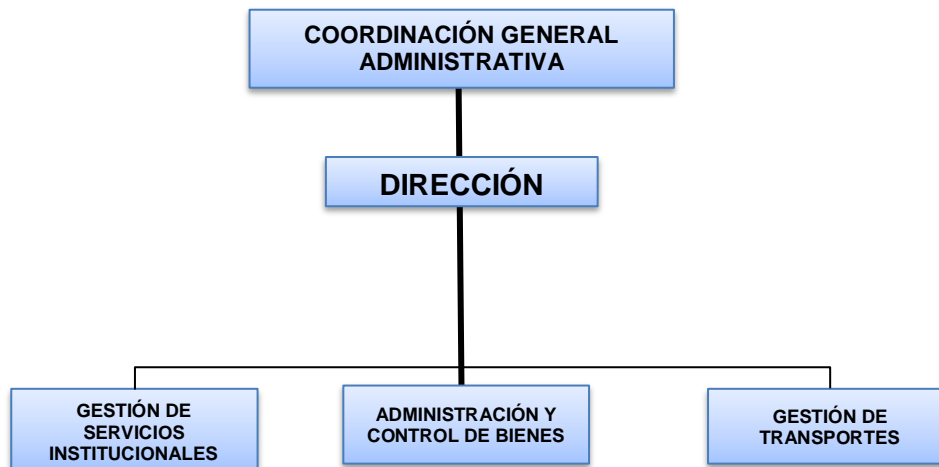 COORDINACIÓN GENERAL
ADMINISTRATIVA
DIRECCIÓN
GESTIÓN DE
SERVICIOS
INSTITUCIONALES
ADMINISTRACIÓN Y
CONTROL DE BIENES
GESTIÓN DE
TRANSPORTES